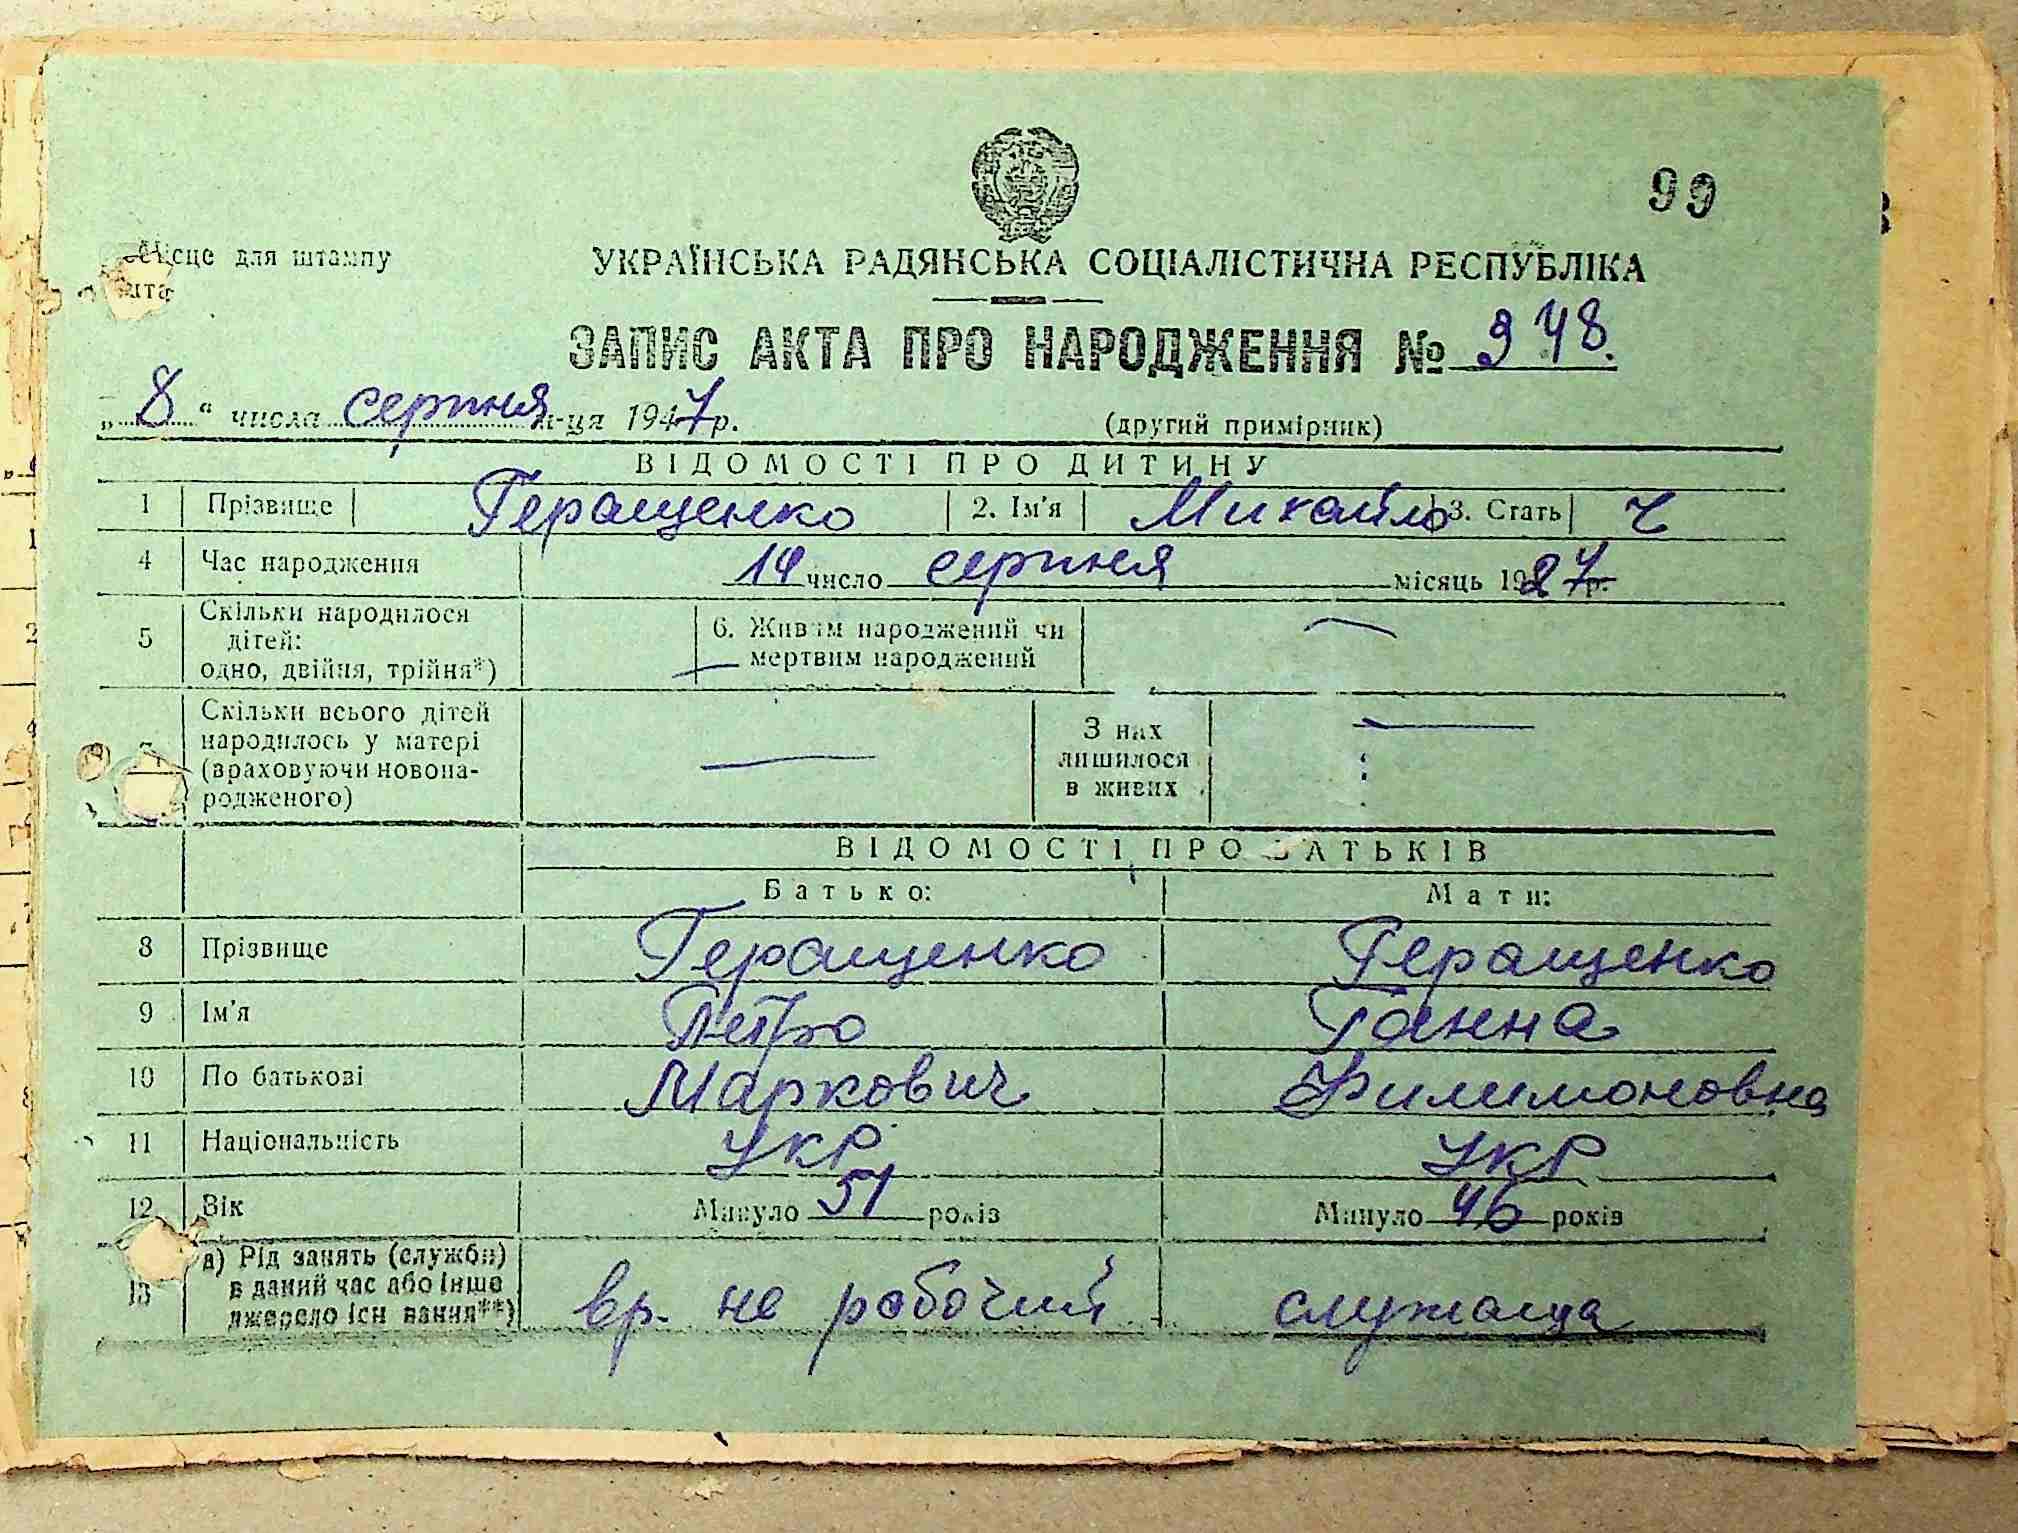 99
Місце для штампу
УКРАЇНСЬКА РАДЯНСЬКА СОЦІАЛІСТИЧНА РЕСПУБЛІКА
ЗАПИС АКТА ПРО НАРОДЖЕННЯ № 948.
„8“ числа серпня м-ця 1947р. (другий примірник)
ВІДОМОСТІ ПРО ДИТИНУ
1 Прізвище Геращенко 2. Ім'я Михайло 3. Стать Ч
4 Час народження 14 число серпня місяць 1927р.
5 Скільки народилося дітей: одно, двійня, трійня*) — 6. Живим народжений чи мертвим народжений —
7 Скільки всього дітей народилось у матері (враховуючи новонародженого) — З них лишилося в живих —
ВІДОМОСТІ ПРО БАТЬКІВ
Батько: Мати:
8 Прізвище Геращенко Геращенко
9 Ім'я Петро Ганна
10 По батькові Маркович Филимоновна
11 Національність укр. укр
12 Вік Минуло 51 років Минуло 46 років
13 а) Рід занять (служби) в даний час або інше джерело існування**) вр. не робочий служаща